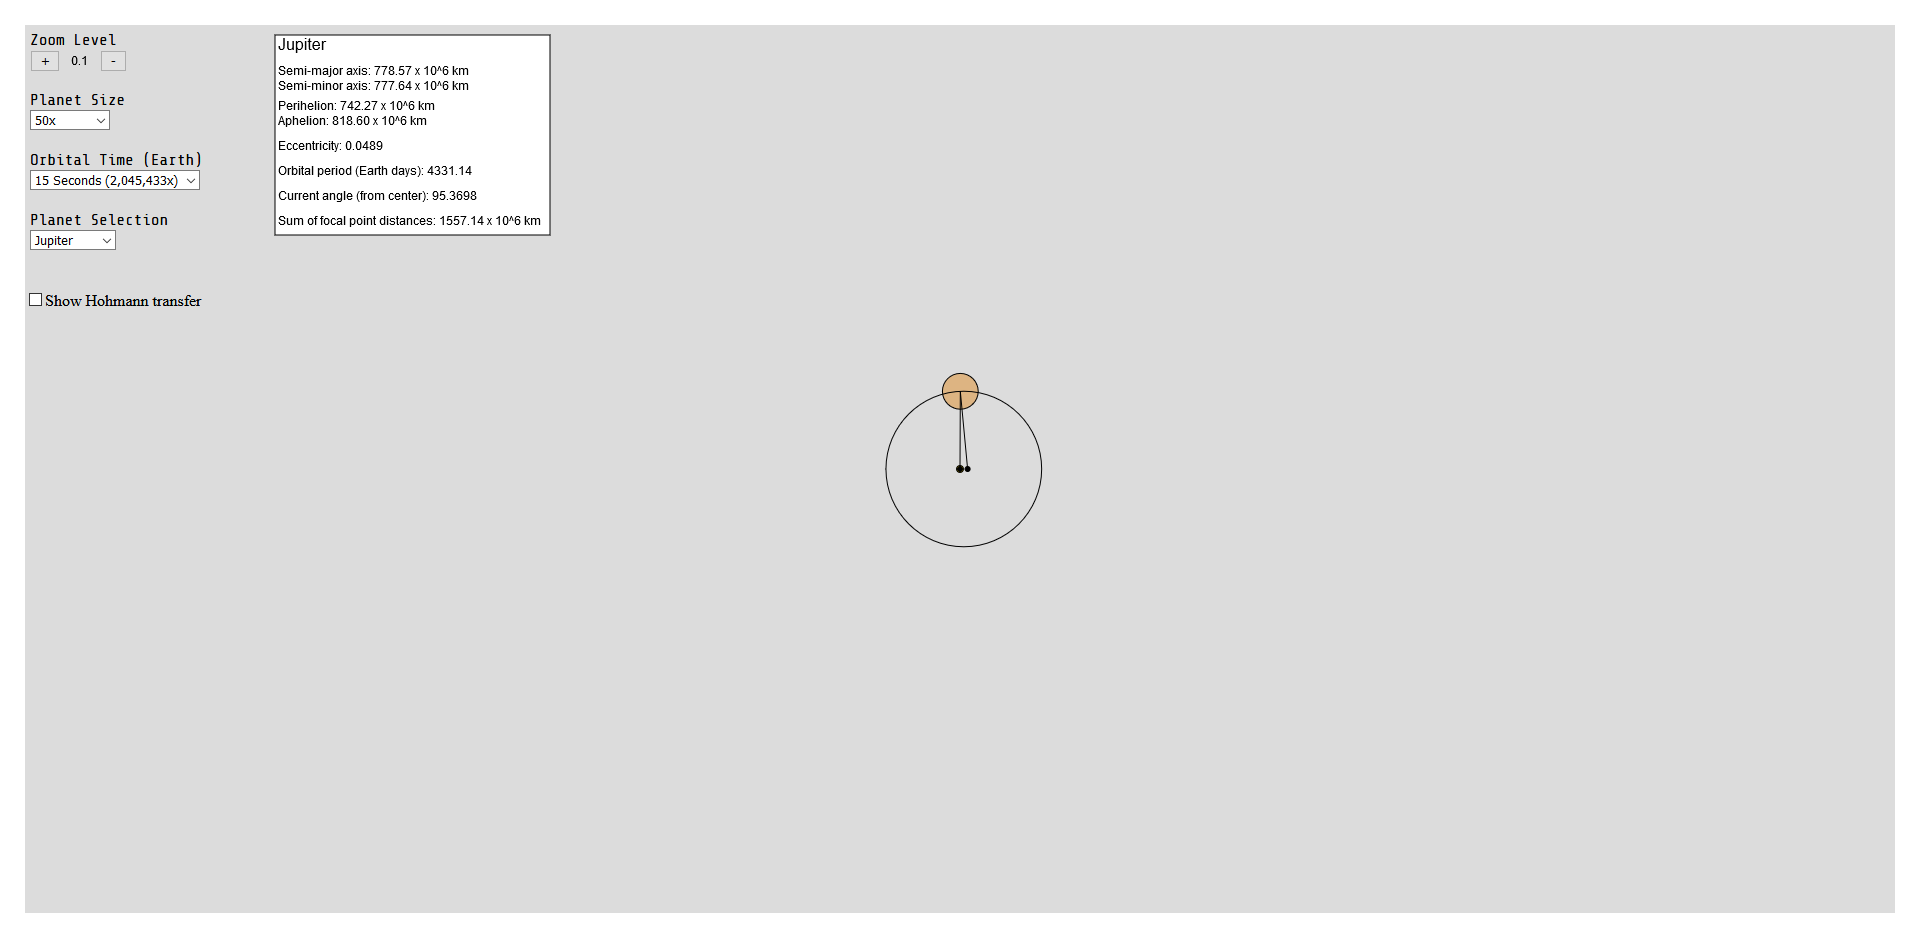 Zoom Level
+ 0.1 -
Planet Size
50x
Orbital Time (Earth)
15 Seconds (2,045,433x)
Planet Selection
Jupiter
Show Hohmann transfer
Jupiter
Semi-major axis: 778.57 x 10^6 km
Semi-minor axis: 777.64 x 10^6 km
Perihelion: 742.27 x 10^6 km
Aphelion: 818.60 x 10^6 km
Eccentricity: 0.0489
Orbital period (Earth days): 4331.14
Current angle (from center): 95.3698
Sum of focal point distances: 1557.14 x 10^6 km